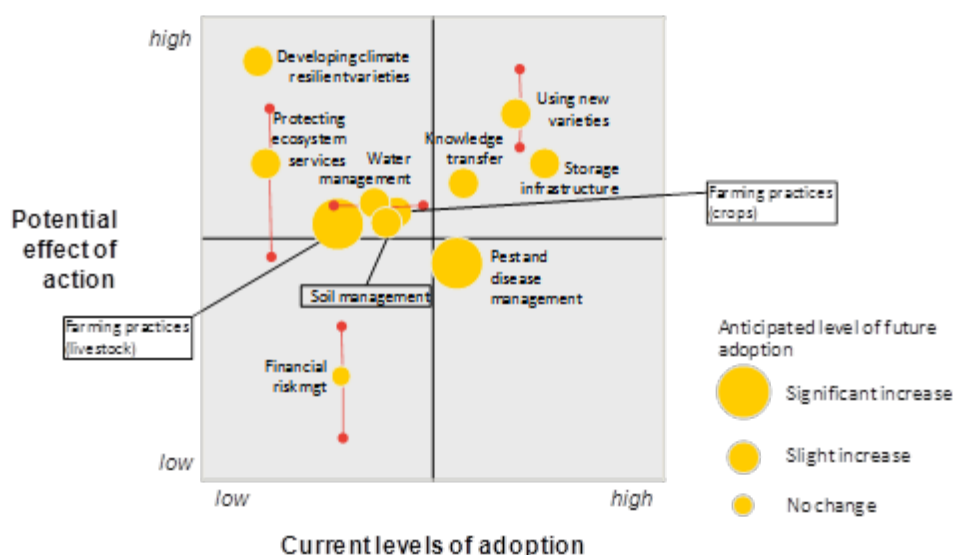 high
Developing climate
resilient varieties
Protecting
ecosystem
services
Water
management
Knowledge
transfer
Using new
varieties
Storage
infrastructure
Farming practices
(crops)
Potential
effect of
action
Pest and
disease
management
Soil management
Farming practices
(livestock)
Financial
risk mgt
Anticipated level of future
adoption
Significant increase
Slight increase
No change
low
low
high
Current levels of adoption